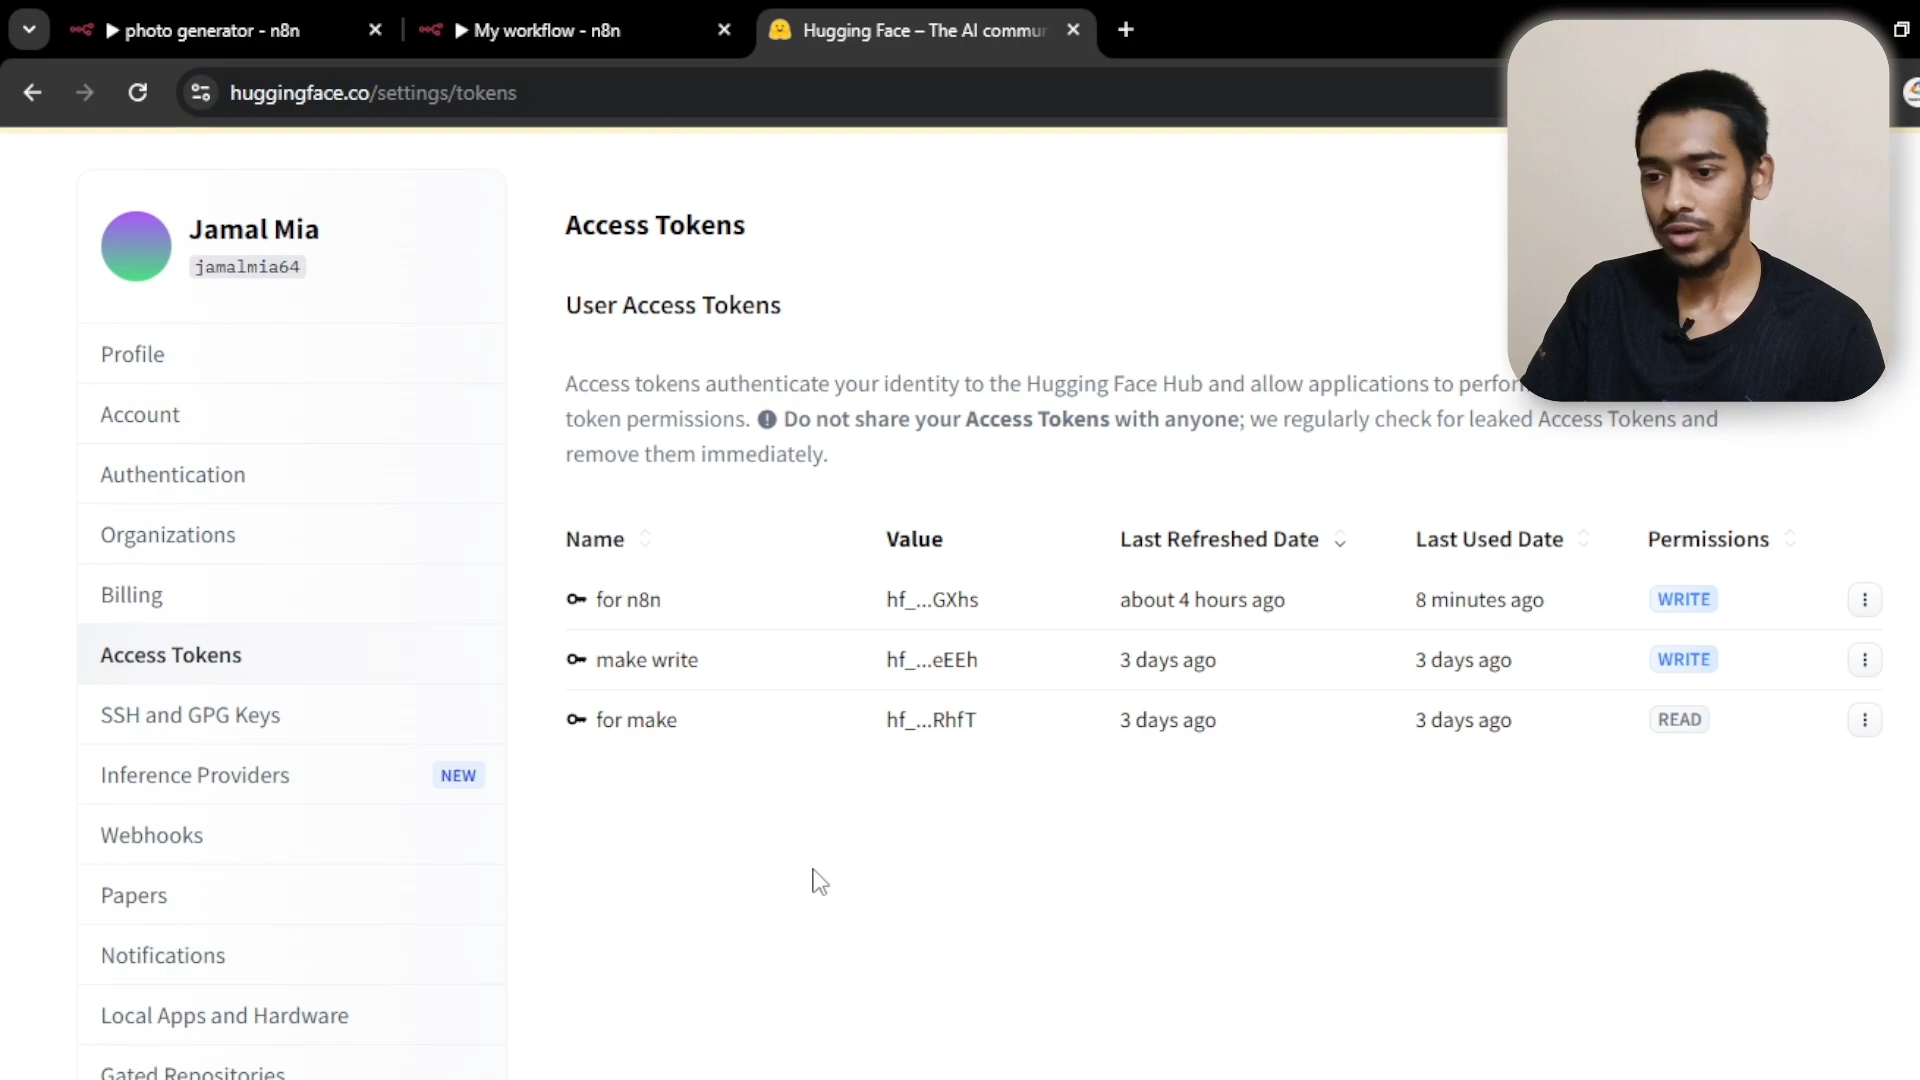 photo generator - n8n
My workflow - n8n
Hugging Face – The AI commun
huggingface.co/settings/tokens
Jamal Mia
jamalmia64
Profile
Account
Authentication
Organizations
Billing
Access Tokens
SSH and GPG Keys
Inference Providers NEW
Webhooks
Papers
Notifications
Local Apps and Hardware
Gated Repositories
Access Tokens
User Access Tokens
Access tokens authenticate your identity to the Hugging Face Hub and allow applications to perfor
token permissions. Do not share your Access Tokens with anyone; we regularly check for leaked Access Tokens and
remove them immediately.
Name Value Last Refreshed Date Last Used Date Permissions
for n8n hf_...GXhs about 4 hours ago 8 minutes ago WRITE
make write hf_...eEEh 3 days ago 3 days ago WRITE
for make hf_...RhfT 3 days ago 3 days ago READ